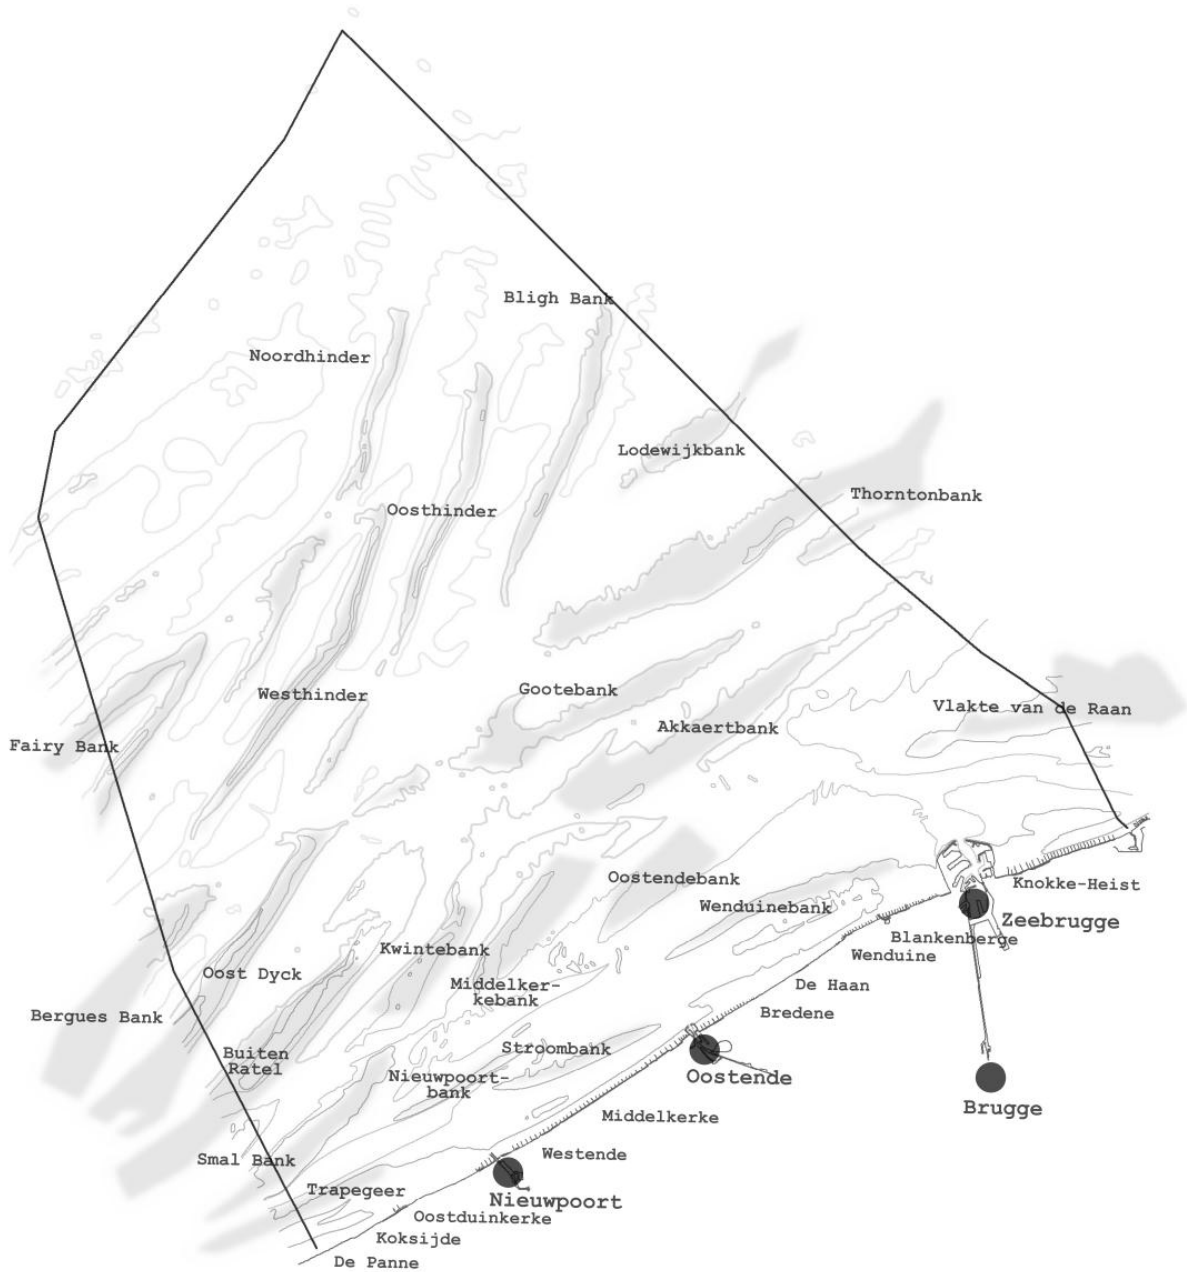 Bligh Bank
Noordhinder
Lodewijkbank
Thorntonbank
Oosthinder
Gootebank
Westhinder
Vlakte van de Raan
Akkaertbank
Fairy Bank
Oostendebank
Knokke-Heist
Wenduinebank
Zeebrugge
Blankenberge
Kwintebank
Wenduine
Oost Dyck
Middelker-
kebank
De Haan
Bredene
Bergues Bank
Stroombank
Buiten
Ratel
Nieuwpoort-
bank
Oostende
Brugge
Middelkerke
Westende
Smal Bank
Trapegeer
Nieuwpoort
Oostduinkerke
Koksijde
De Panne